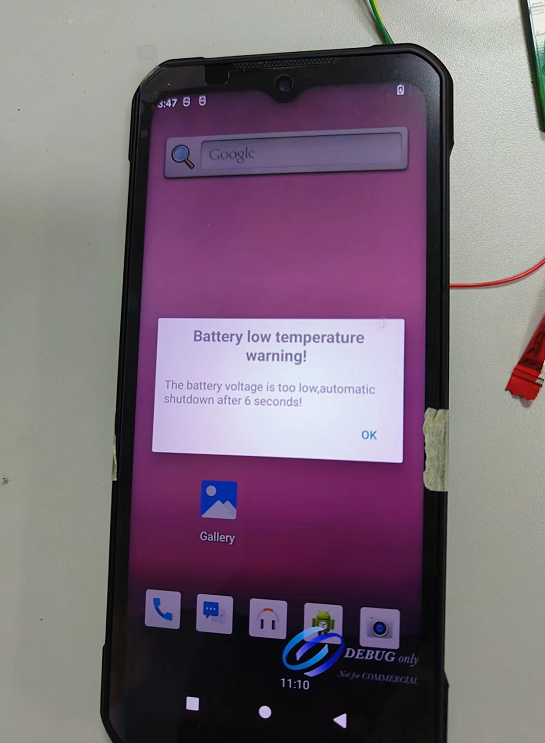 3:47
Google
Battery low temperature
warning!
The battery voltage is too low,automatic
shutdown after 6 seconds!
OK
Gallery
DEBUG only
Not for COMMERCIAL
11:10